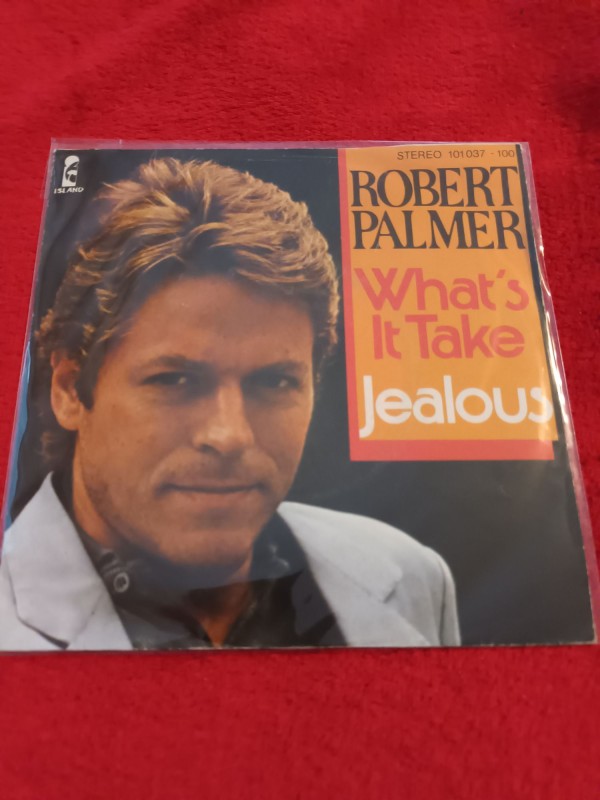 ISLAND
STEREO 101 037 - 100
ROBERT
PALMER
What's
It Take
Jealous